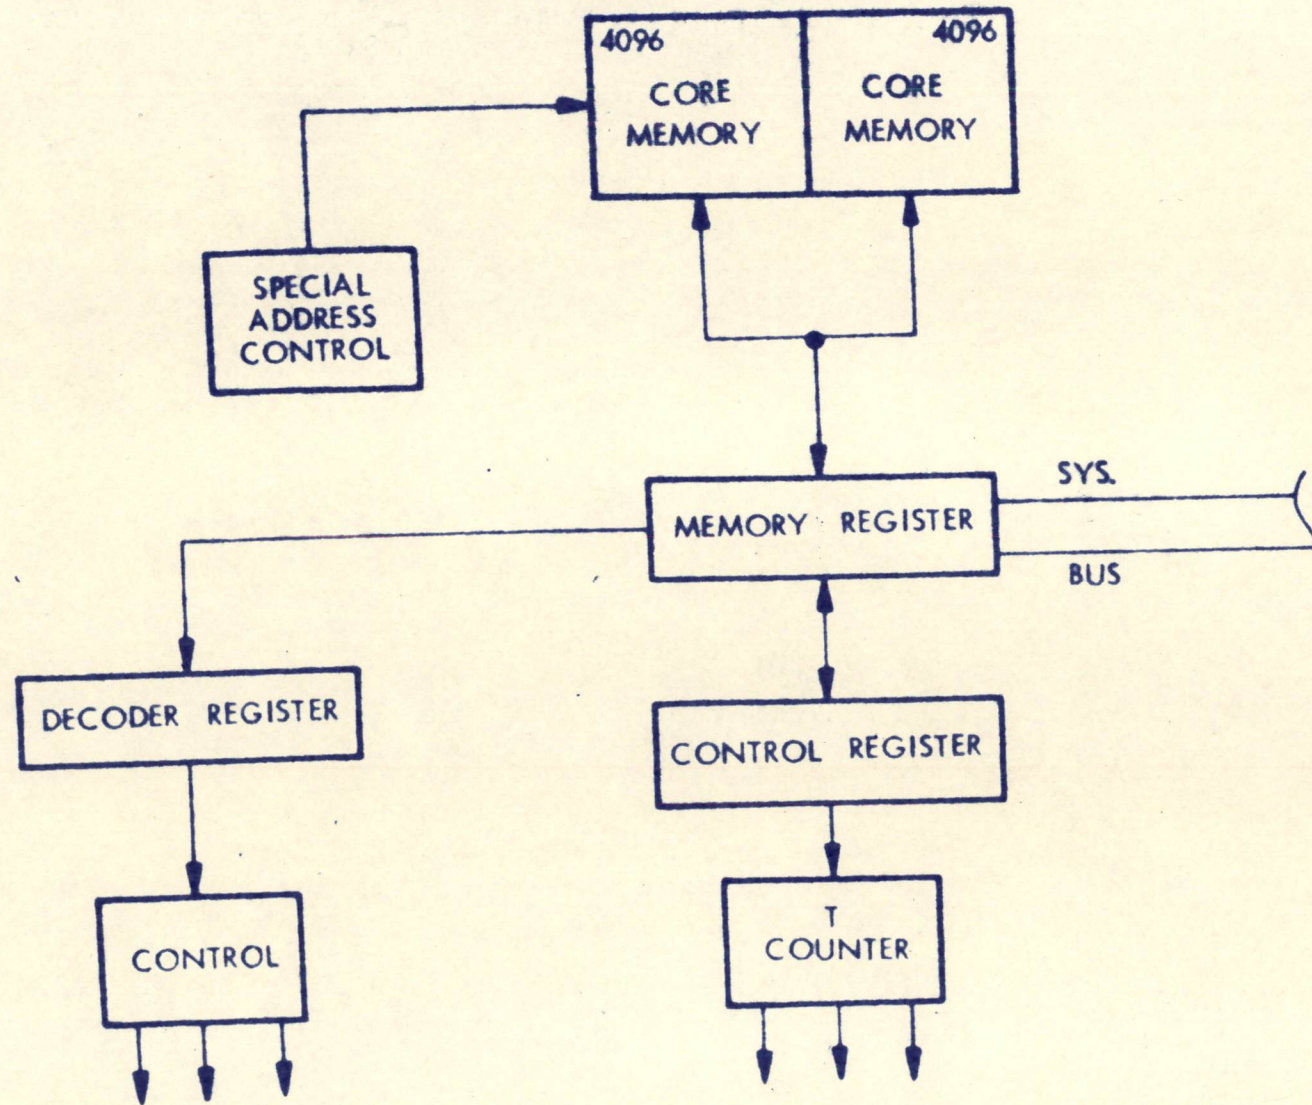 4096
CORE
MEMORY
4096
CORE
MEMORY
SPECIAL
ADDRESS
CONTROL
SYS.
MEMORY REGISTER
BUS
DECODER REGISTER
CONTROL REGISTER
CONTROL
T
COUNTER